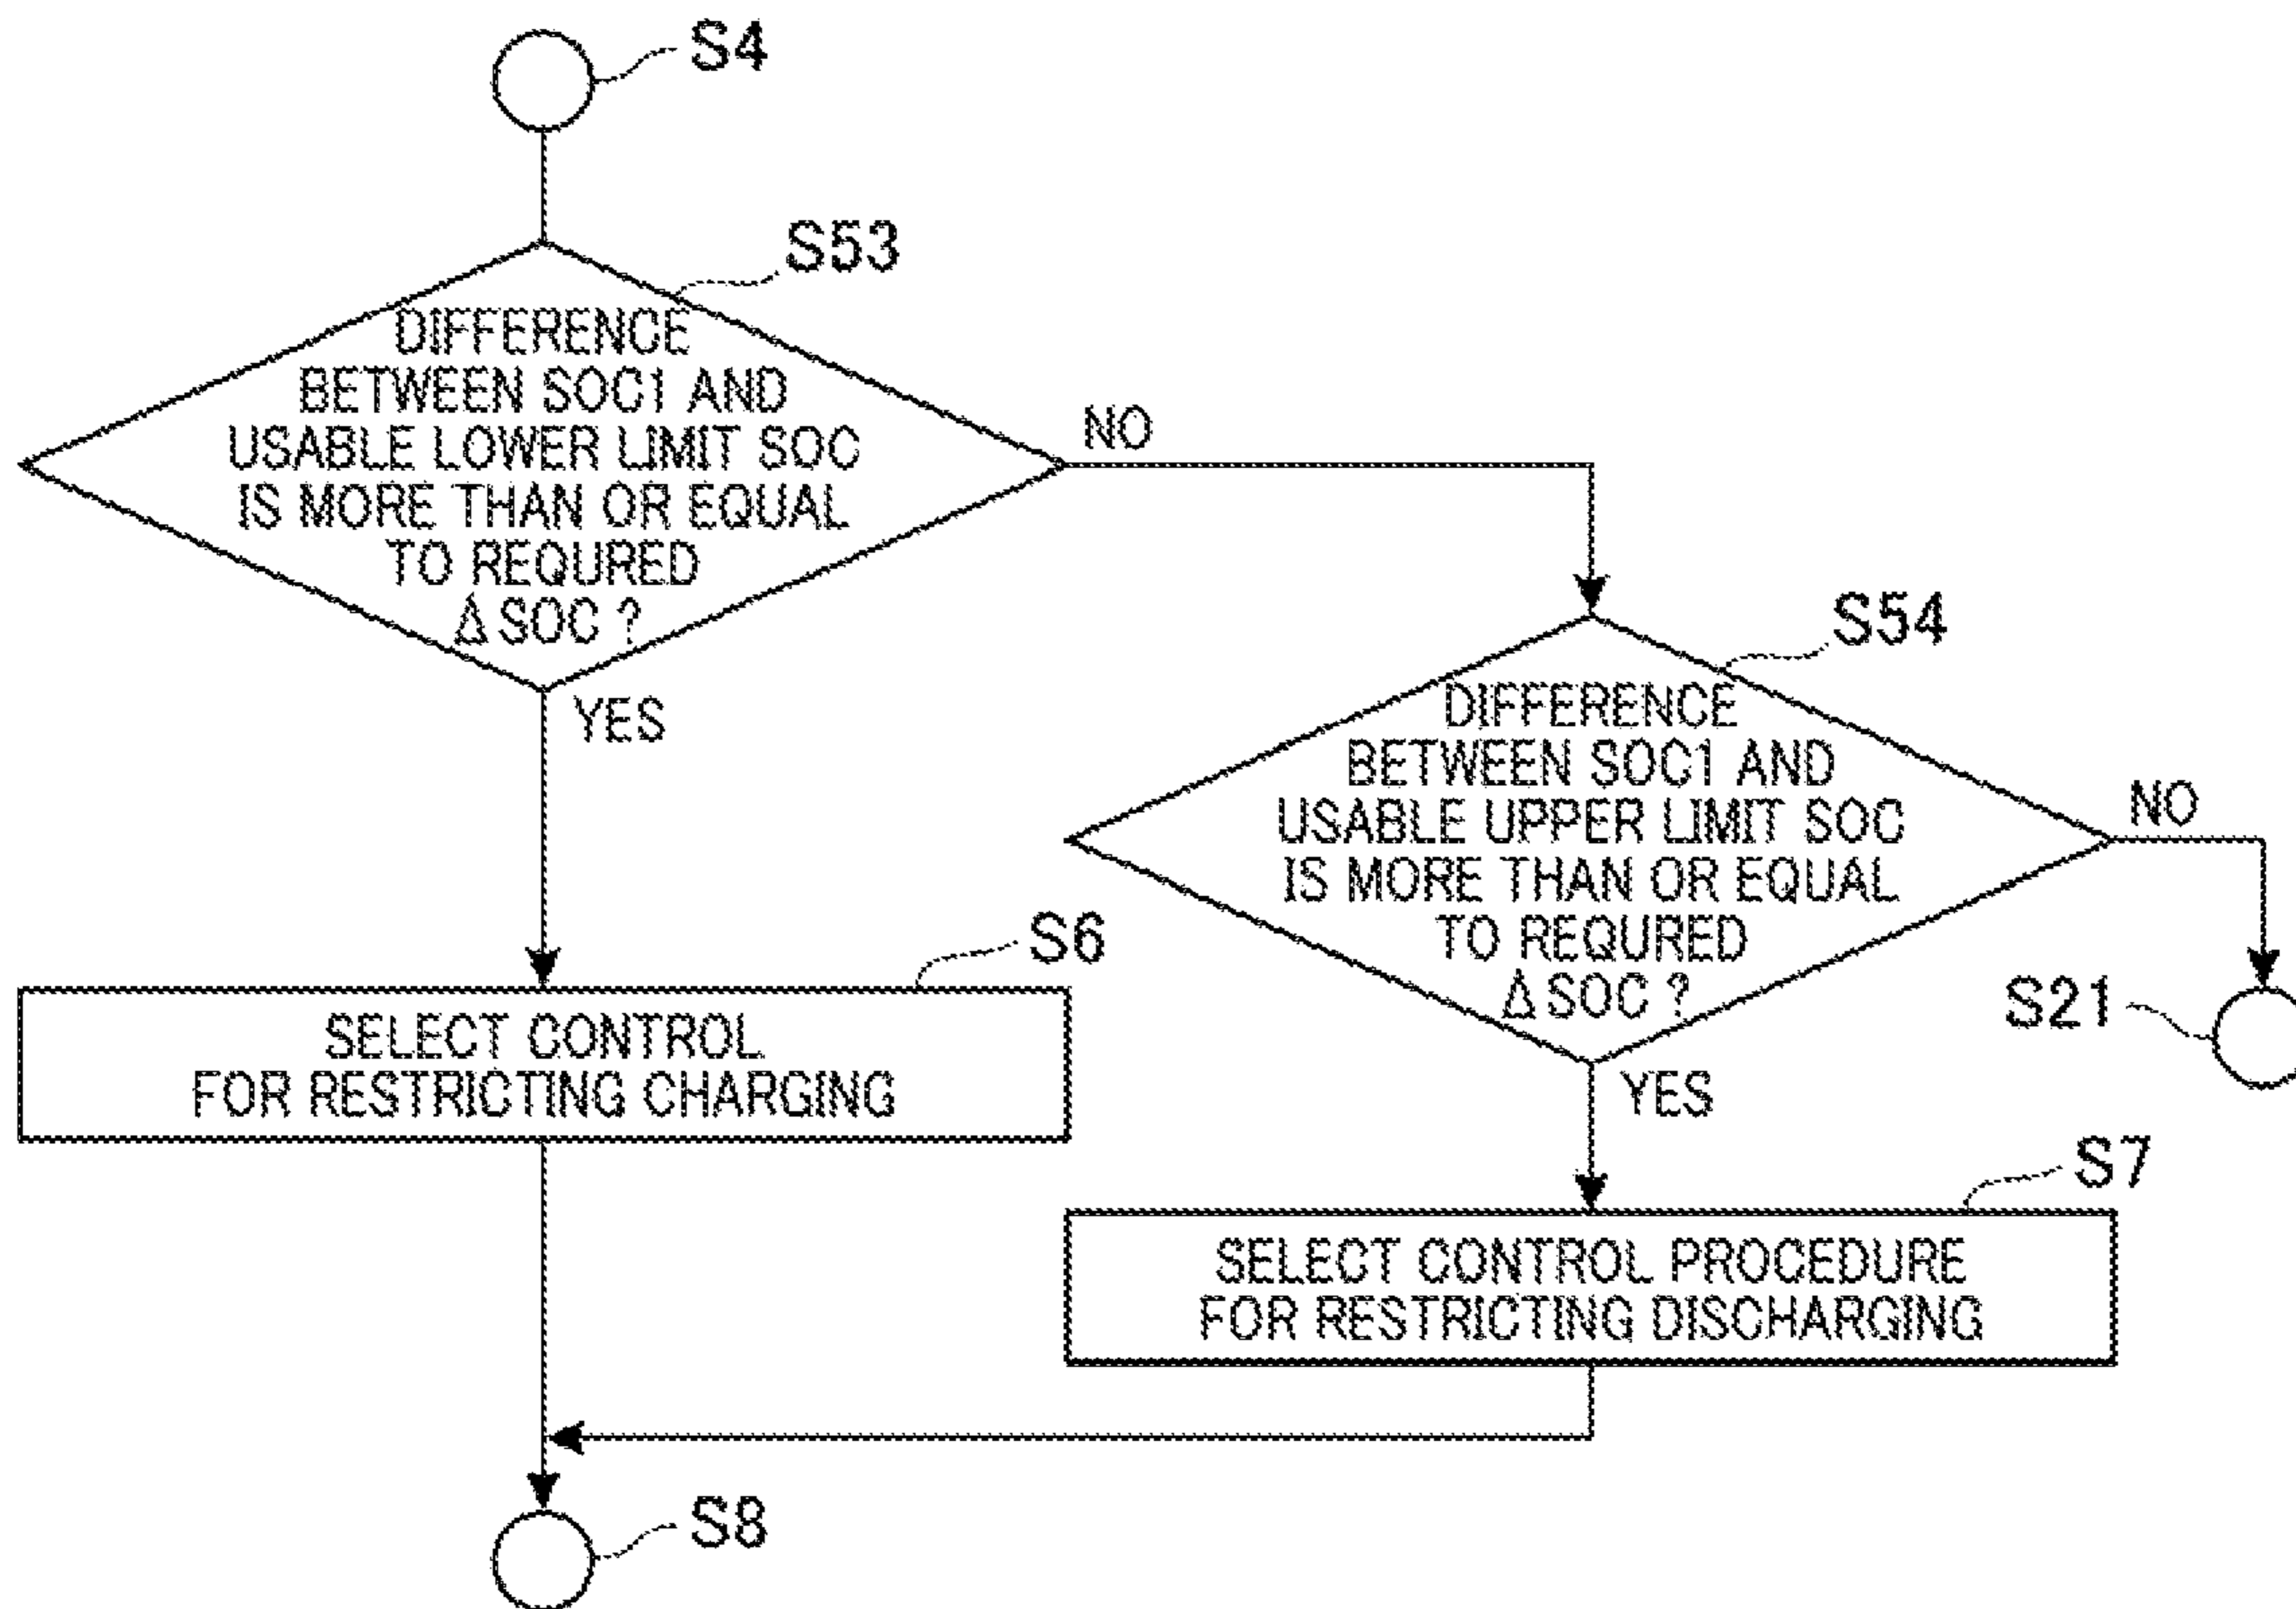 S4
S53
DIFFERENCE
BETWEEN SOC1 AND
USABLE LOWER LIMIT SOC
IS MORE THAN OR EQUAL
TO REQURED
Δ SOC ?
NO
YES
S54
DIFFERENCE
BETWEEN SOC1 AND
USABLE UPPER LIMIT SOC
IS MORE THAN OR EQUAL
TO REQURED
Δ SOC ?
NO
YES
S21
S6
SELECT CONTROL
FOR RESTRICTING CHARGING
S7
SELECT CONTROL PROCEDURE
FOR RESTRICTING DISCHARGING
S8